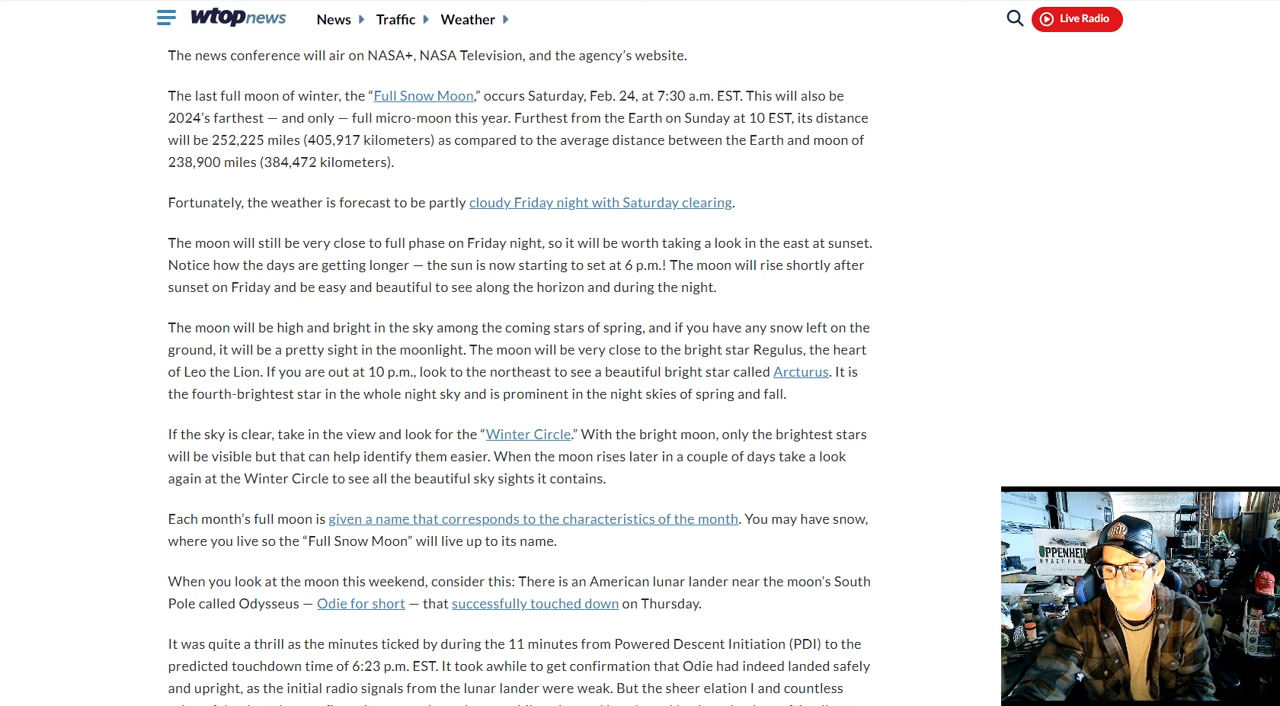 wtopnews News Traffic Weather Live Radio
The news conference will air on NASA+, NASA Television, and the agency’s website.
The last full moon of winter, the “Full Snow Moon,” occurs Saturday, Feb. 24, at 7:30 a.m. EST. This will also be
2024’s farthest — and only — full micro-moon this year. Furthest from the Earth on Sunday at 10 EST, its distance
will be 252,225 miles (405,917 kilometers) as compared to the average distance between the Earth and moon of
238,900 miles (384,472 kilometers).
Fortunately, the weather is forecast to be partly cloudy Friday night with Saturday clearing.
The moon will still be very close to full phase on Friday night, so it will be worth taking a look in the east at sunset.
Notice how the days are getting longer — the sun is now starting to set at 6 p.m.! The moon will rise shortly after
sunset on Friday and be easy and beautiful to see along the horizon and during the night.
The moon will be high and bright in the sky among the coming stars of spring, and if you have any snow left on the
ground, it will be a pretty sight in the moonlight. The moon will be very close to the bright star Regulus, the heart
of Leo the Lion. If you are out at 10 p.m., look to the northeast to see a beautiful bright star called Arcturus. It is
the fourth-brightest star in the whole night sky and is prominent in the night skies of spring and fall.
If the sky is clear, take in the view and look for the “Winter Circle.” With the bright moon, only the brightest stars
will be visible but that can help identify them easier. When the moon rises later in a couple of days take a look
again at the Winter Circle to see all the beautiful sky sights it contains.
Each month’s full moon is given a name that corresponds to the characteristics of the month. You may have snow,
where you live so the “Full Snow Moon” will live up to its name.
When you look at the moon this weekend, consider this: There is an American lunar lander near the moon’s South
Pole called Odysseus — Odie for short — that successfully touched down on Thursday.
It was quite a thrill as the minutes ticked by during the 11 minutes from Powered Descent Initiation (PDI) to the
predicted touchdown time of 6:23 p.m. EST. It took awhile to get confirmation that Odie had indeed landed safely
and upright, as the initial radio signals from the lunar lander were weak. But the sheer elation I and countless
OPPENHEIM